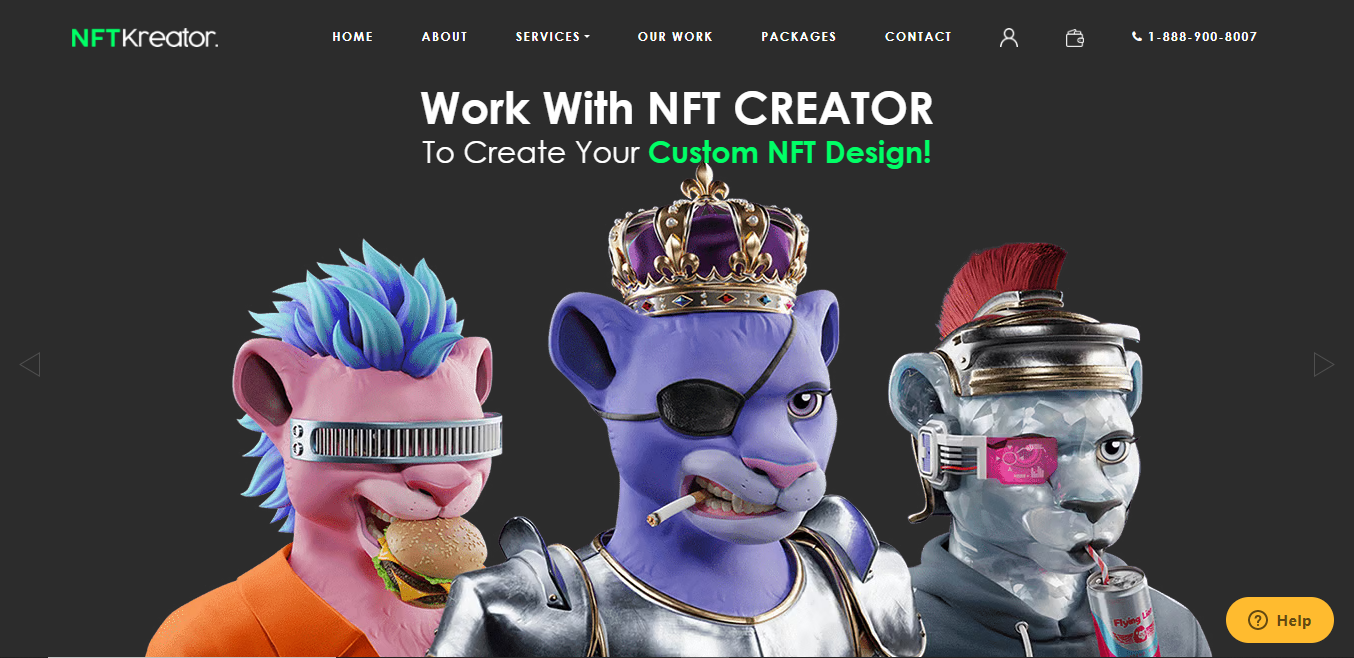 NFTKreator.
HOME ABOUT SERVICES OUR WORK PACKAGES CONTACT 1-888-900-8007
Work With NFT CREATOR
To Create Your Custom NFT Design!
Flying
Help